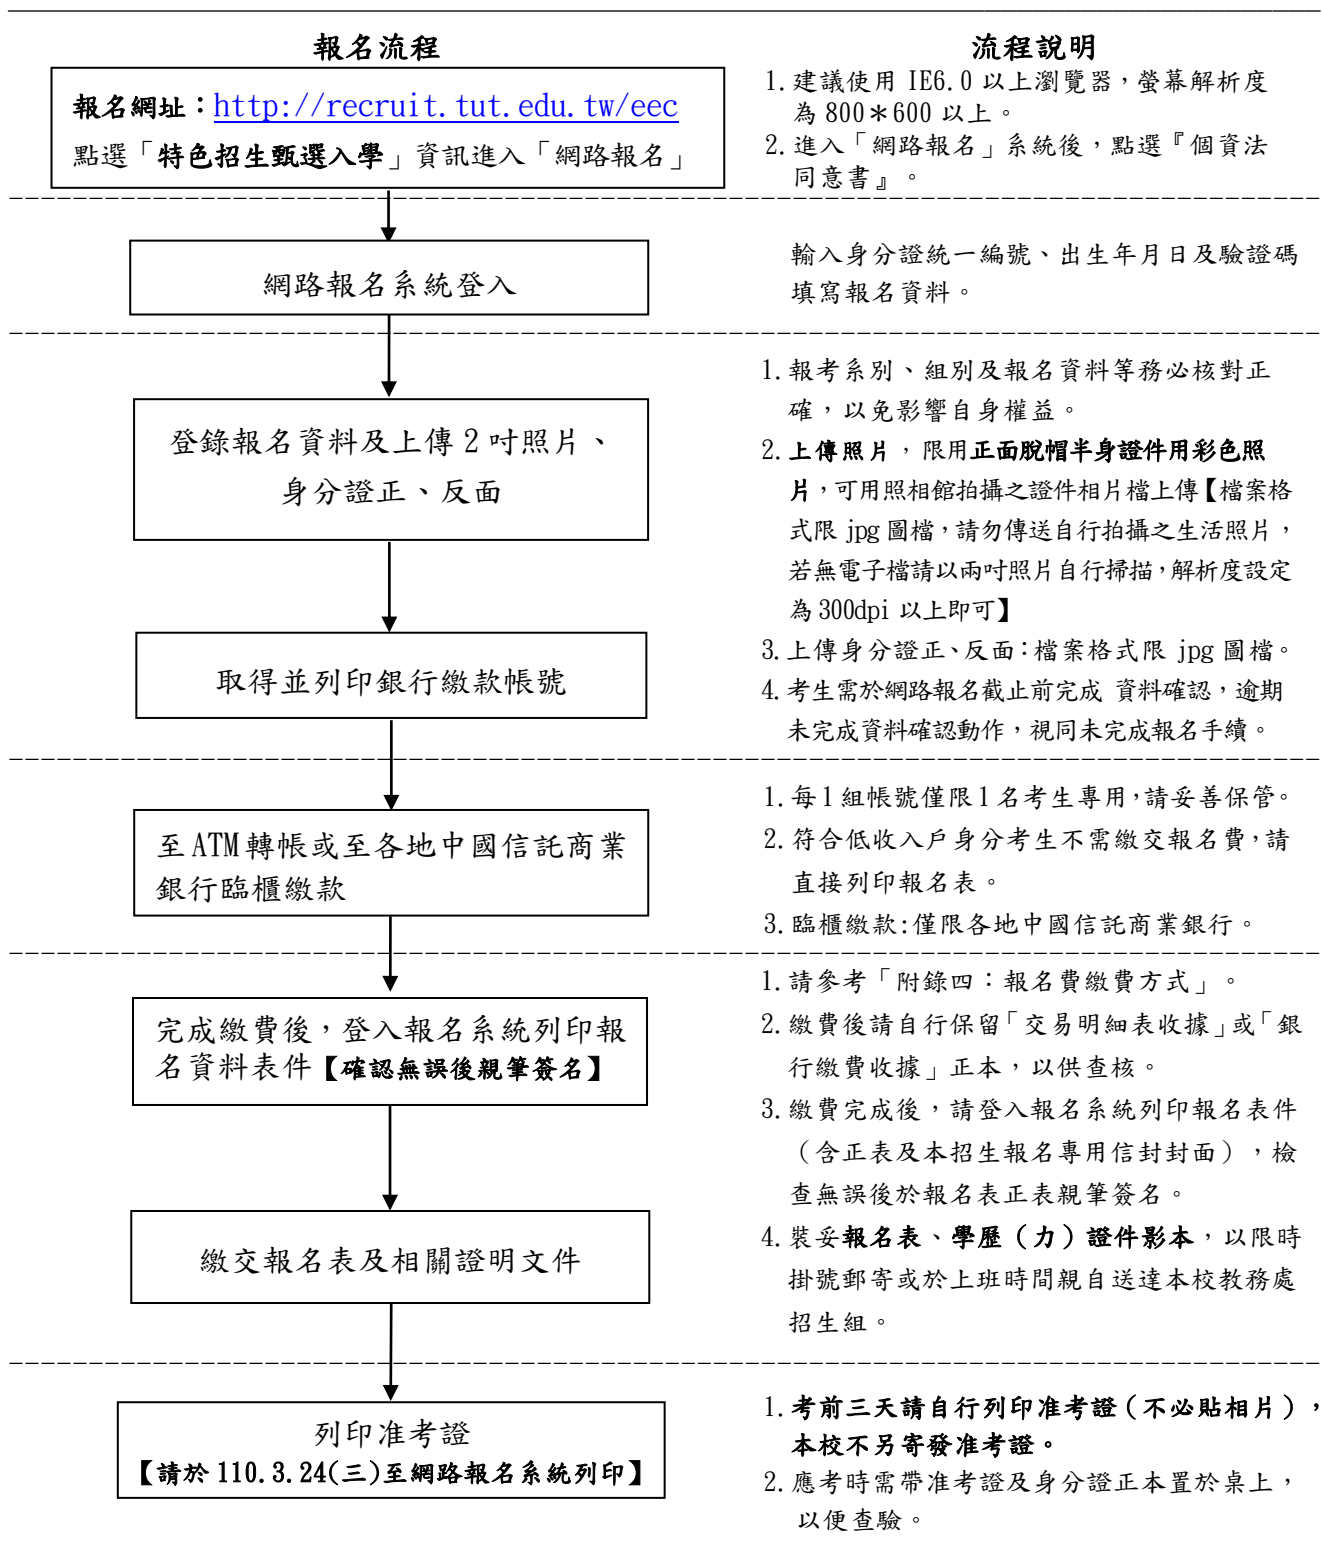 報名流程
報名網址：http://recruit.tut.edu.tw/eec
點選「特色招生甄選入學」資訊進入「網路報名」
網路報名系統登入
登錄報名資料及上傳 2 吋照片、
身分證正、反面
取得並列印銀行繳款帳號
至 ATM 轉帳或至各地中國信託商業
銀行臨櫃繳款
完成繳費後，登入報名系統列印報
名資料表件【確認無誤後親筆簽名】
繳交報名表及相關證明文件
列印准考證
【請於 110.3.24(三)至網路報名系統列印】
流程說明
1.建議使用 IE6.0 以上瀏覽器，螢幕解析度
為 800＊600 以上。
2.進入「網路報名」系統後，點選『個資法
同意書』。
輸入身分證統一編號、出生年月日及驗證碼
填寫報名資料。
1.報考系別、組別及報名資料等務必核對正
確，以免影響自身權益。
2.上傳照片，限用正面脫帽半身證件用彩色照
片，可用照相館拍攝之證件相片檔上傳【檔案格
式限 jpg 圖檔，請勿傳送自行拍攝之生活照片，
若無電子檔請以兩吋照片自行掃描，解析度設定
為 300dpi 以上即可】
3.上傳身分證正、反面：檔案格式限 jpg 圖檔。
4.考生需於網路報名截止前完成 資料確認，逾期
未完成資料確認動作，視同未完成報名手續。
1.每 1 組帳號僅限 1 名考生專用，請妥善保管。
2.符合低收入戶身分考生不需繳交報名費，請
直接列印報名表。
3.臨櫃繳款:僅限各地中國信託商業銀行。
1.請參考「附錄四：報名費繳費方式」。
2.繳費後請自行保留「交易明細表收據」或「銀
行繳費收據」正本，以供查核。
3.繳費完成後，請登入報名系統列印報名表件
（含正表及本招生報名專用信封封面），檢
查無誤後於報名表正表親筆簽名。
4.裝妥報名表、學歷（力）證件影本，以限時
掛號郵寄或於上班時間親自送達本校教務處
招生組。
1.考前三天請自行列印准考證（不必貼相片），
本校不另寄發准考證。
2.應考時需帶准考證及身分證正本置於桌上，
以便查驗。